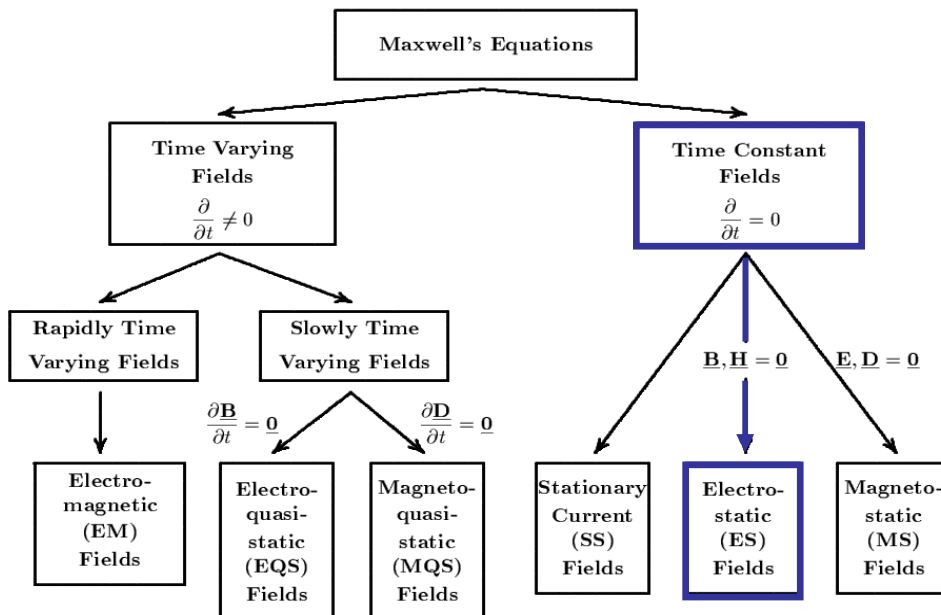 Maxwell's Equations
Time Varying
Fields
∂/∂t ≠ 0
Time Constant
Fields
∂/∂t = 0
Rapidly Time
Varying Fields
Slowly Time
Varying Fields
B, H = 0
E, D = 0
∂B/∂t = 0
∂D/∂t = 0
Electro-
magnetic
(EM)
Fields
Electro-
quasi-
static
(EQS)
Fields
Magneto-
quasi-
static
(MQS)
Fields
Stationary
Current
(SS)
Fields
Electro-
static
(ES)
Fields
Magneto-
static
(MS)
Fields